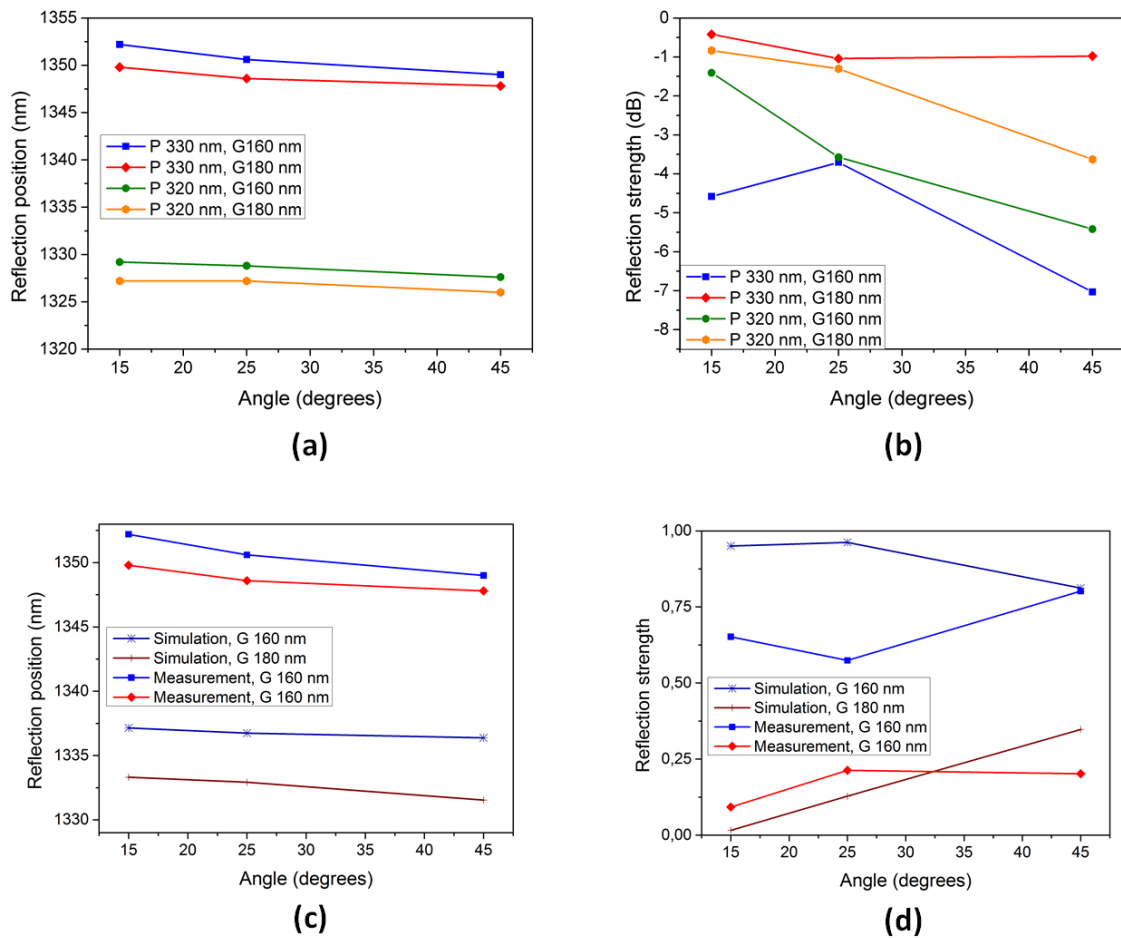 1355
1350
1345
1340
1335
1330
1325
1320
Reflection position (nm)
P 330 nm, G160 nm
P 330 nm, G180 nm
P 320 nm, G160 nm
P 320 nm, G180 nm
15 20 25 30 35 40 45
Angle (degrees)
(a)
0
-1
-2
-3
-4
-5
-6
-7
-8
Reflection strength (dB)
P 330 nm, G160 nm
P 330 nm, G180 nm
P 320 nm, G160 nm
P 320 nm, G180 nm
15 20 25 30 35 40 45
Angle (degrees)
(b)
1350
1345
1340
1335
1330
Reflection position (nm)
Simulation, G 160 nm
Simulation, G 180 nm
Measurement, G 160 nm
Measurement, G 160 nm
15 20 25 30 35 40 45
Angle (degrees)
(c)
1,00
0,75
0,50
0,25
0,00
Reflection strength
Simulation, G 160 nm
Simulation, G 180 nm
Measurement, G 160 nm
Measurement, G 160 nm
15 20 25 30 35 40 45
Angle (degrees)
(d)